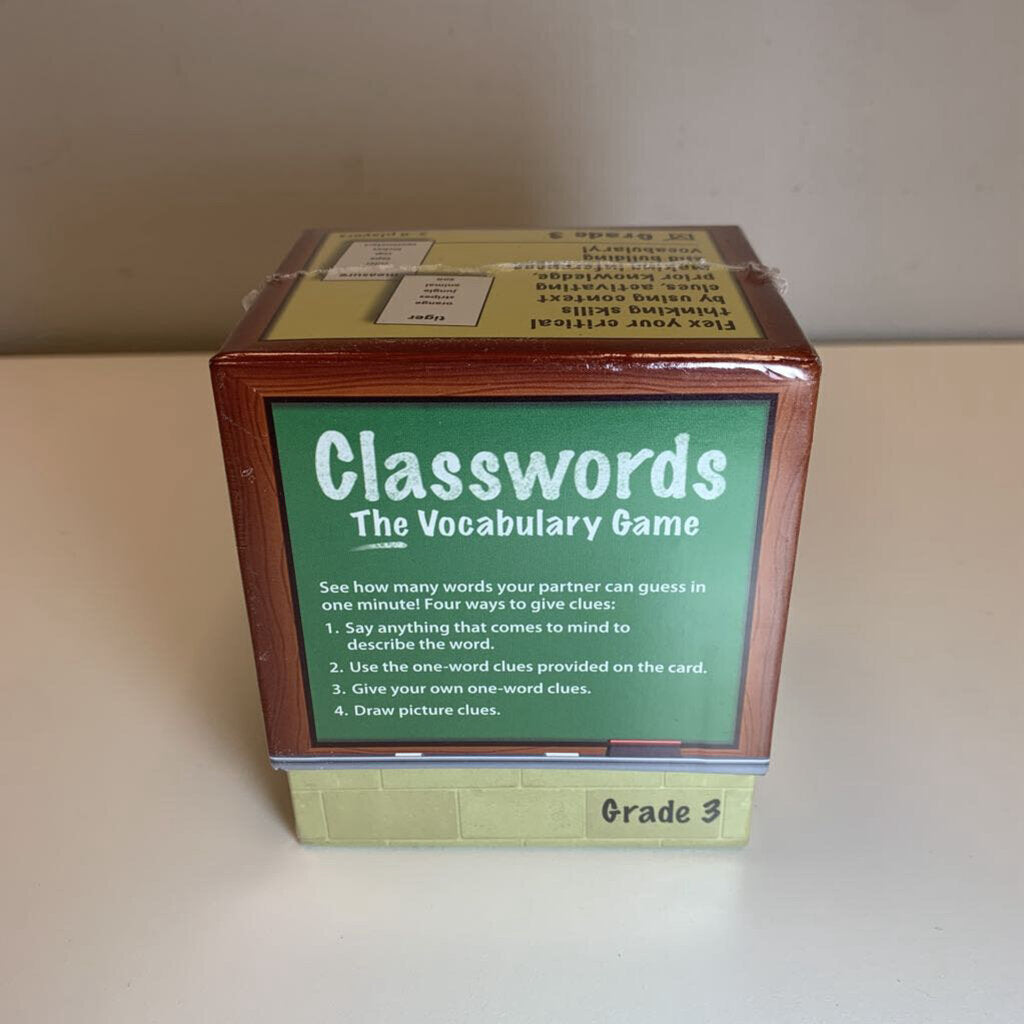 Classwords
The Vocabulary Game
See how many words your partner can guess in
one minute! Four ways to give clues:
1. Say anything that comes to mind to
describe the word.
2. Use the one-word clues provided on the card.
3. Give your own one-word clues.
4. Draw picture clues.
Grade 3
Flex your critical
thinking skills
by using context
clues, activating
prior knowledge,
making inferences
and building
vocabulary!
Grade 3
players
tiger
orange
stripes
jungle
animal
measure